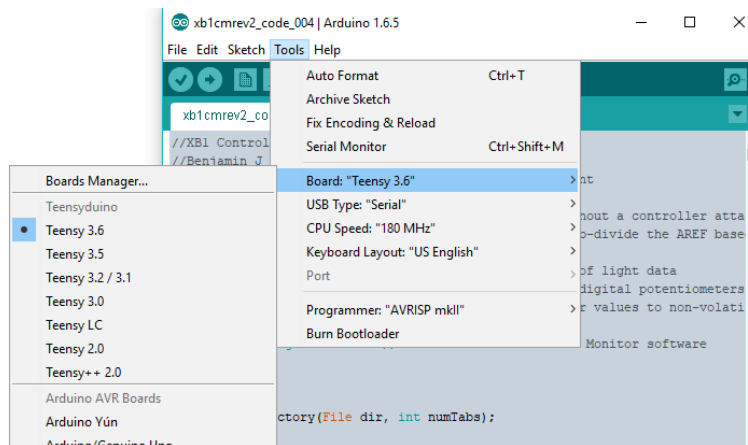 xb1cmrev2_code_004 | Arduino 1.6.5
File Edit Sketch Tools Help
xb1cmrev2_co
Auto Format Ctrl+T
Archive Sketch
Fix Encoding & Reload
Serial Monitor Ctrl+Shift+M
Board: "Teensy 3.6"
USB Type: "Serial"
CPU Speed: "180 MHz"
Keyboard Layout: "US English"
Port
Programmer: "AVRISP mkII"
Burn Bootloader
Boards Manager...
Teensyduino
Teensy 3.6
Teensy 3.5
Teensy 3.2 / 3.1
Teensy 3.0
Teensy LC
Teensy 2.0
Teensy++ 2.0
Arduino AVR Boards
Arduino Yún
Arduino/Genuino Uno
//XB1 Control
//Benjamin J
nt
hout a controller atta
o-divide the AREF base
of light data
digital potentiometers
r values to non-volati
Monitor software
ctory(File dir, int numTabs);